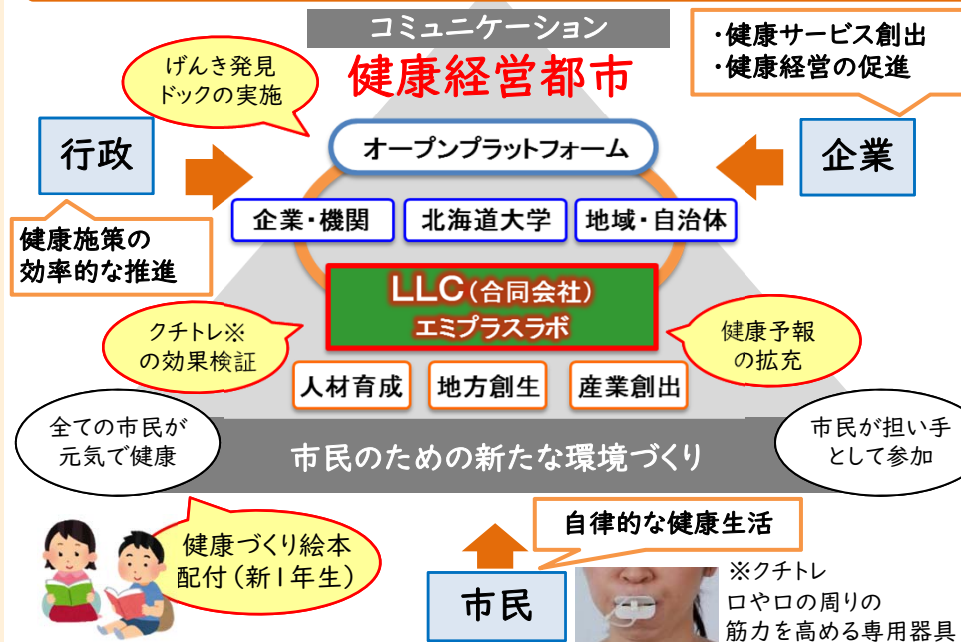 コミュニケーション
健康経営都市
・健康サービス創出
・健康経営の促進
げんき発見
ドックの実施
行政
オープンプラットフォーム
企業
企業・機関
北海道大学
地域・自治体
健康施策の
効率的な推進
LLC(合同会社)
エミプラスラボ
クチトレ※
の効果検証
健康予報
の拡充
人材育成
地方創生
産業創出
全ての市民が
元気で健康
市民のための新たな環境づくり
市民が担い手
として参加
自律的な健康生活
健康づくり絵本
配付(新1年生)
市民
※クチトレ
口や口の周りの
筋力を高める専用器具